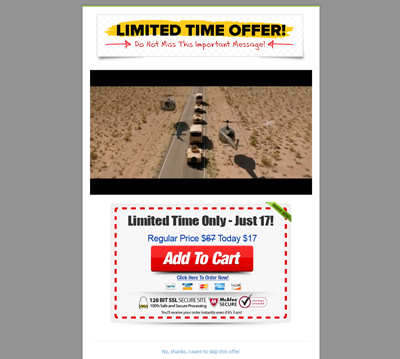 LIMITED TIME OFFER!
Do Not Miss This Important Message!
Limited Time Only - Just 17!
Regular Price $67 Today $17
Add To Cart
Click Here To Order Now!
VISA
128 BIT SSL SECURE SITE
100% Safe and Secure Processing
McAfee
SECURE
You'll receive your order instantly even if it's 3 am!
No, thanks. I want to skip this offer